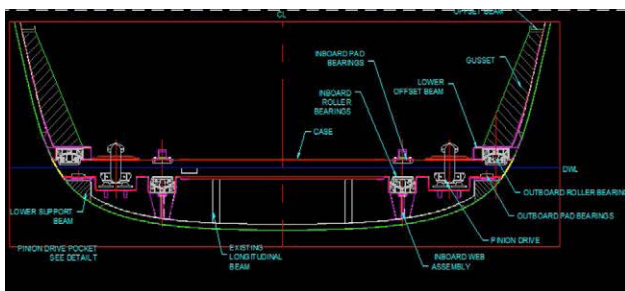 OFFSET BEAM
CL
INBOARD PAD
BEARINGS
GUSSET
LOWER
OFFSET BEAM
INBOARD
ROLLER
BEARINGS
CASE
DWL
OUTBOARD ROLLER BEARING
LOWER SUPPORT
BEAM
OUTBOARD PAD BEARINGS
PINION DRIVE
PINION DRIVE POCKET
SEE DETAIL T
EXISTING
LONGITUDINAL
BEAM
INBOARD WEB
ASSEMBLY